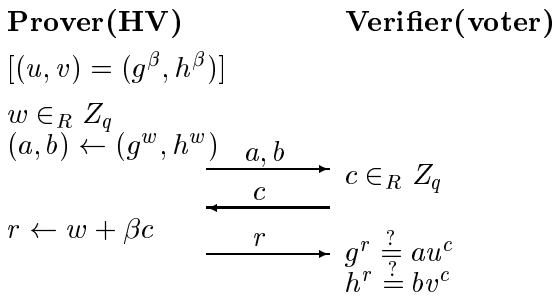 Prover(HV) Verifier(voter)
[(u, v) = (g^β, h^β)]
w ∈_R Z_q
(a, b) ← (g^w, h^w)
a, b
c ∈_R Z_q
c
r ← w + βc
r
g^r ≟ au^c
h^r ≟ bv^c